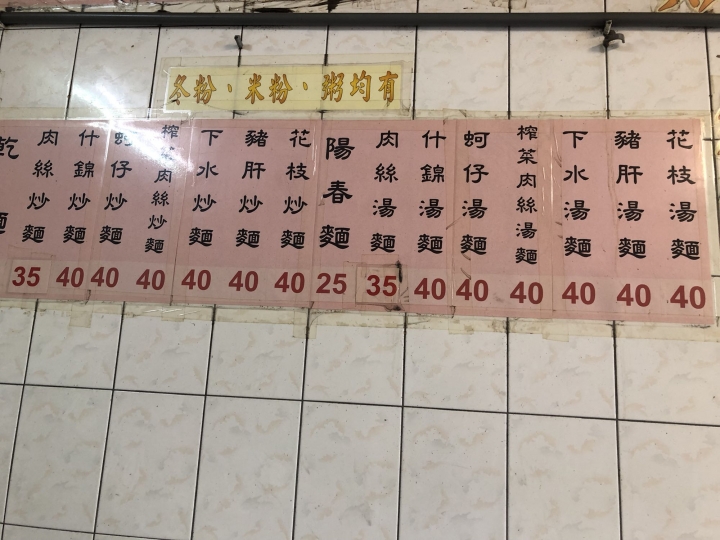 冬粉、米粉、粥均有
花枝湯麵 40
豬肝湯麵 40
下水湯麵 40
榨菜肉絲湯麵 40
蚵仔湯麵 40
什錦湯麵 40
肉絲湯麵 35
陽春麵 25
花枝炒麵 40
豬肝炒麵 40
下水炒麵 40
榨菜肉絲炒麵 40
蚵仔炒麵 40
什錦炒麵 40
肉絲炒麵 35
乾麵